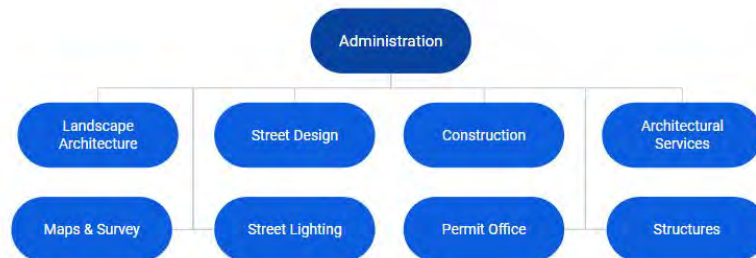 Administration
Landscape
Architecture
Street Design
Construction
Architectural
Services
Maps & Survey
Street Lighting
Permit Office
Structures